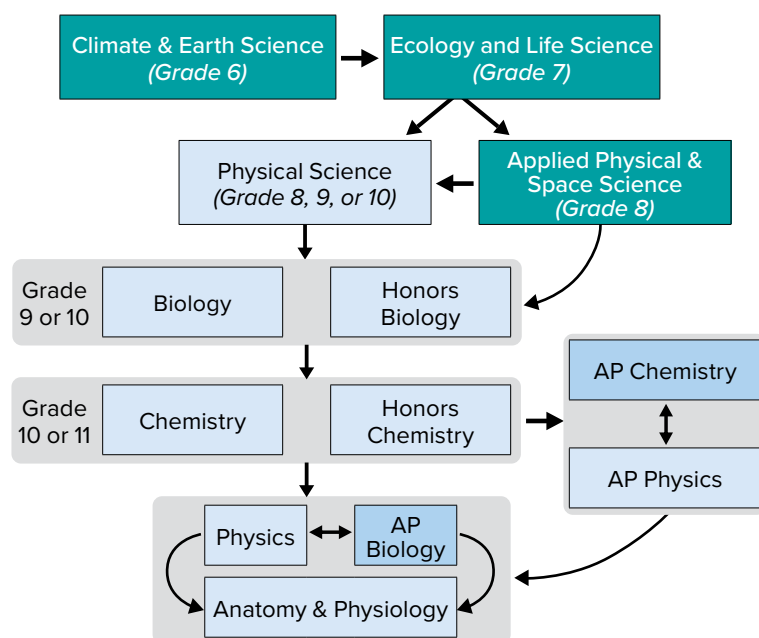 Climate & Earth Science
(Grade 6)
Ecology and Life Science
(Grade 7)
Physical Science
(Grade 8, 9, or 10)
Applied Physical &
Space Science
(Grade 8)
Grade
9 or 10
Biology
Honors
Biology
Grade
10 or 11
Chemistry
Honors
Chemistry
AP Chemistry
AP Physics
Physics
AP
Biology
Anatomy & Physiology